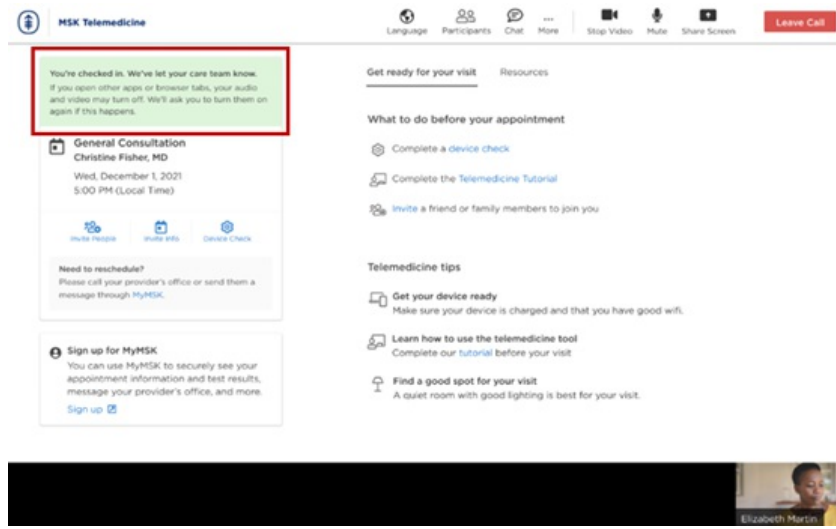 MSK Telemedicine
Language
Participants
Chat
More
Stop Video
Mute
Share Screen
Leave Call
You're checked in. We've let your care team know.
If you open other apps or browser tabs, your audio
and video may turn off. We'll ask you to turn them on
again if this happens.
General Consultation
Christine Fisher, MD
Wed, December 1, 2021
5:00 PM (Local Time)
Invite People
Invite Info
Device Check
Need to reschedule?
Please call your provider's office or send them a
message through MyMSK.
Sign up for MyMSK
You can use MyMSK to securely see your
appointment information and test results,
message your provider's office, and more.
Sign up
Get ready for your visit
Resources
What to do before your appointment
Complete a device check
Complete the Telemedicine Tutorial
Invite a friend or family members to join you
Telemedicine tips
Get your device ready
Make sure your device is charged and that you have good wifi.
Learn how to use the telemedicine tool
Complete our tutorial before your visit
Find a good spot for your visit
A quiet room with good lighting is best for your visit.
Elizabeth Martin